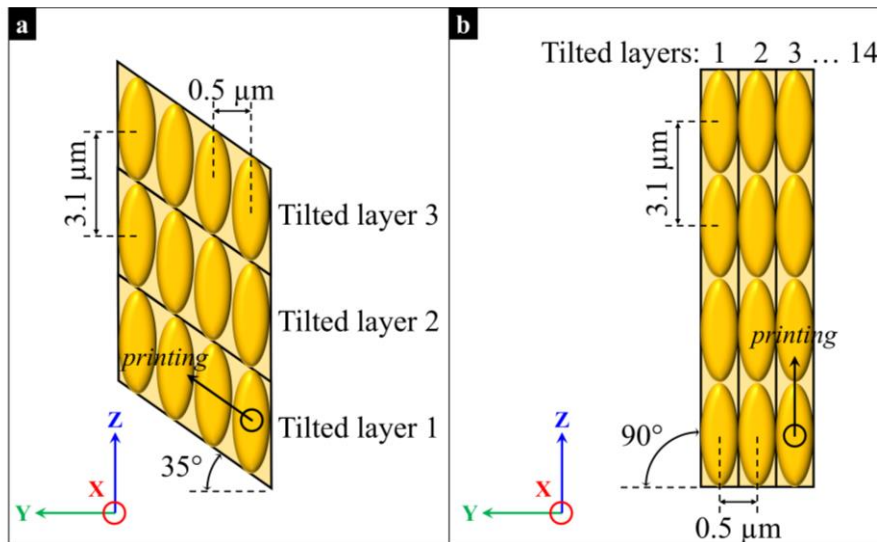 a
0.5 µm
3.1 µm
Tilted layer 3
Tilted layer 2
printing
Tilted layer 1
35°
Z
X
Y
b
Tilted layers: 1 2 3 … 14
3.1 µm
printing
90°
0.5 µm
Z
X
Y